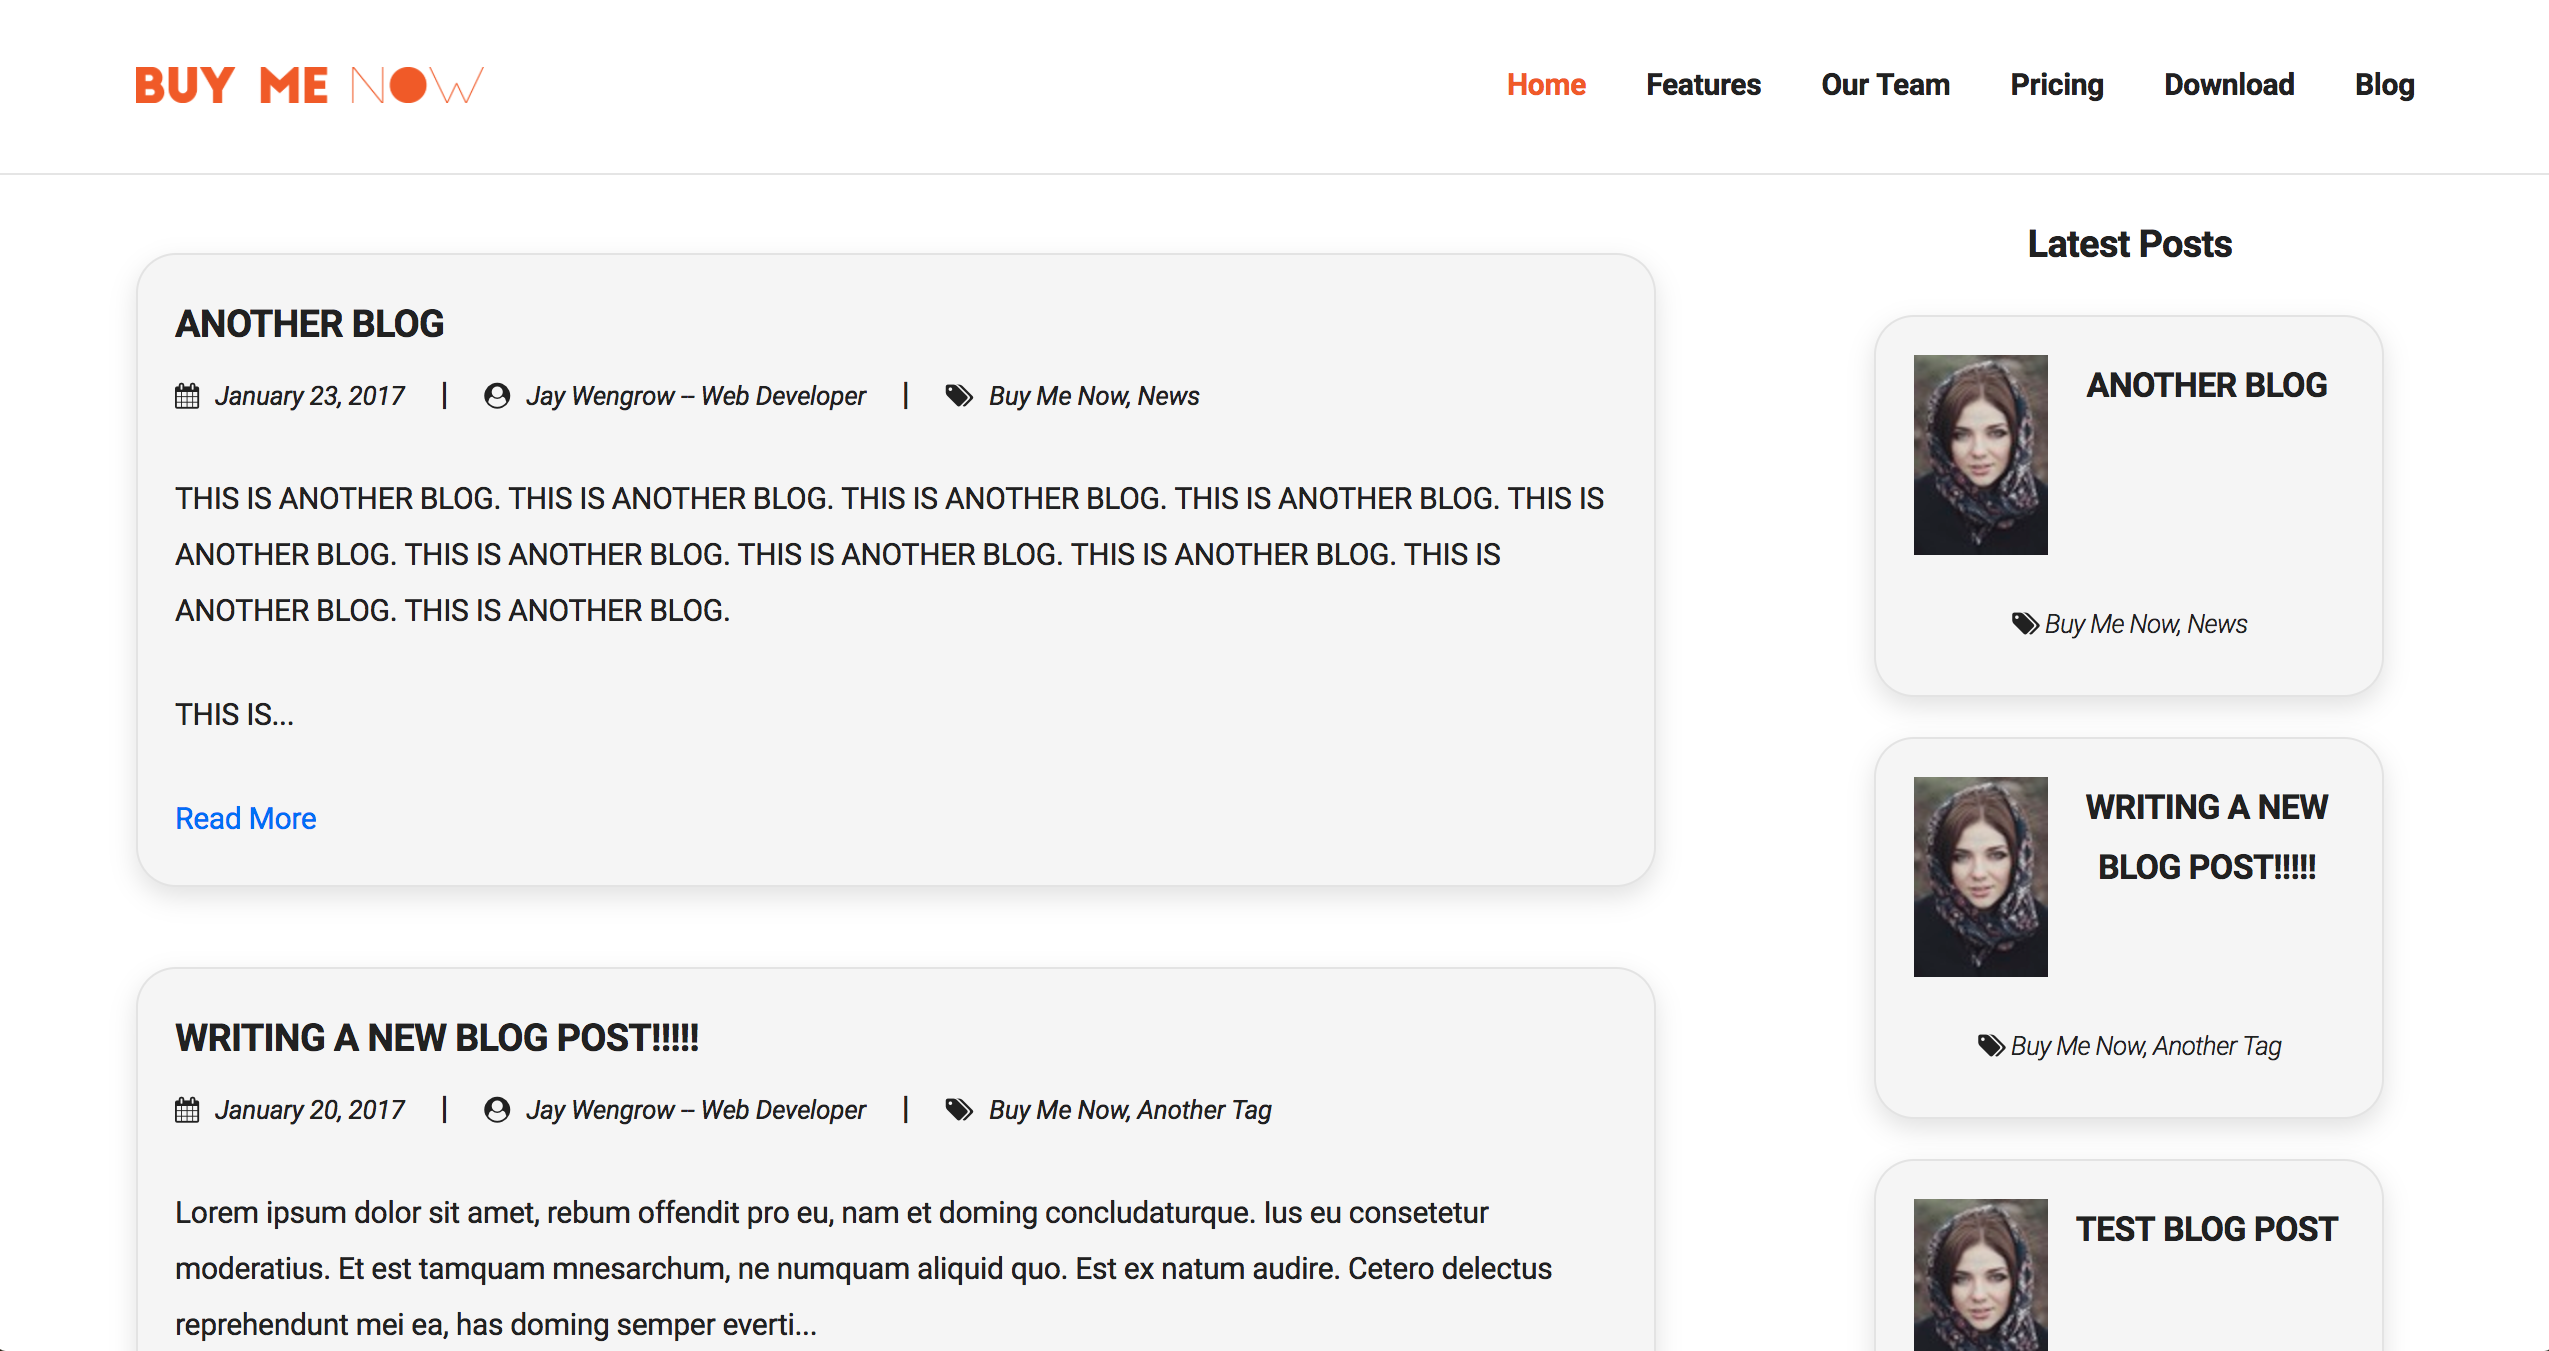 BUY ME NOW
Home Features Our Team Pricing Download Blog
ANOTHER BLOG
January 23, 2017 | Jay Wengrow – Web Developer | Buy Me Now, News
THIS IS ANOTHER BLOG. THIS IS ANOTHER BLOG. THIS IS ANOTHER BLOG. THIS IS ANOTHER BLOG. THIS IS
ANOTHER BLOG. THIS IS ANOTHER BLOG. THIS IS ANOTHER BLOG. THIS IS ANOTHER BLOG. THIS IS
ANOTHER BLOG. THIS IS ANOTHER BLOG.
THIS IS...
Read More
WRITING A NEW BLOG POST!!!!!
January 20, 2017 | Jay Wengrow – Web Developer | Buy Me Now, Another Tag
Lorem ipsum dolor sit amet, rebum offendit pro eu, nam et doming concludaturque. Ius eu consetetur
moderatius. Et est tamquam mnesarchum, ne numquam aliquid quo. Est ex natum audire. Cetero delectus
reprehendunt mei ea, has doming semper everti...
Latest Posts
ANOTHER BLOG
Buy Me Now, News
WRITING A NEW
BLOG POST!!!!!
Buy Me Now, Another Tag
TEST BLOG POST